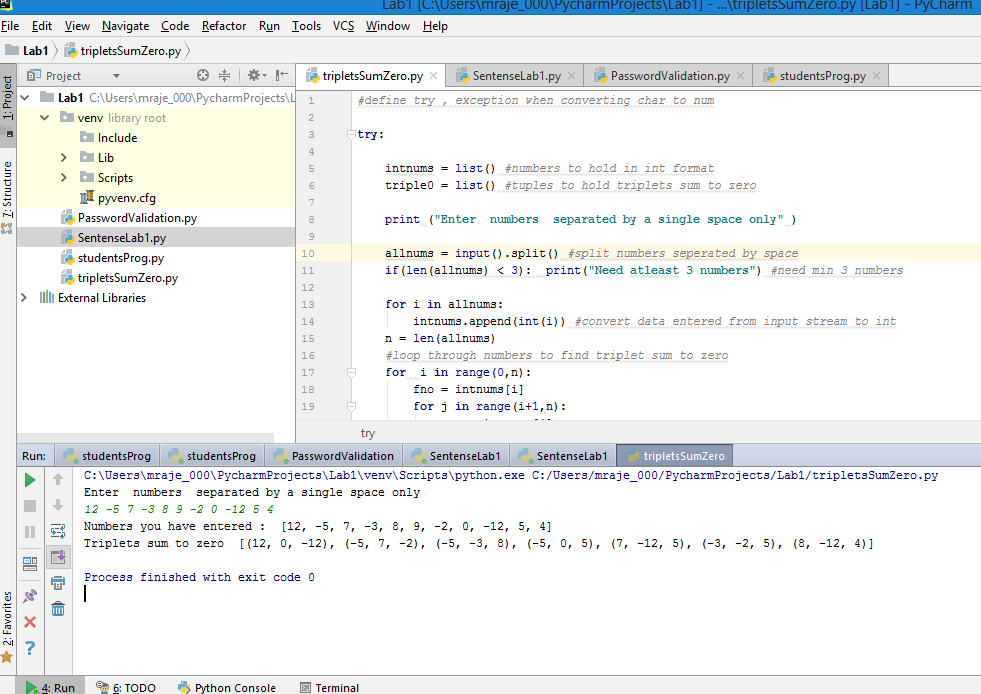 Lab1 [C:\Users\mraje_000\PycharmProjects\Lab1] - ...\tripletsSumZero.py [Lab1] - PyCharm
File Edit View Navigate Code Refactor Run Tools VCS Window Help
Lab1 tripletsSumZero.py
1: Project
Project
tripletsSumZero.py SentenseLab1.py PasswordValidation.py studentsProg.py
Lab1 C:\Users\mraje_000\PycharmProjects\L
venv library root
Include
Lib
Scripts
pyvenv.cfg
PasswordValidation.py
SentenseLab1.py
studentsProg.py
tripletsSumZero.py
External Libraries
7: Structure
1 #define try , exception when converting char to num
2
3 try:
4
5 intnums = list() #numbers to hold in int format
6 triple0 = list() #tuples to hold triplets sum to zero
7
8 print ("Enter  numbers  separated by a single space only" )
9
10 allnums = input().split() #split numbers seperated by space
11 if(len(allnums) < 3):  print("Need atleast 3 numbers") #need min 3 numbers
12
13 for i in allnums:
14 intnums.append(int(i)) #convert data entered from input stream to int
15 n = len(allnums)
16 #loop through numbers to find triplet sum to zero
17 for  i in range(0,n):
18 fno = intnums[i]
19 for j in range(i+1,n):
try
Run: studentsProg studentsProg PasswordValidation SentenseLab1 SentenseLab1 tripletsSumZero
C:\Users\mraje_000\PycharmProjects\Lab1\venv\Scripts\python.exe C:/Users/mraje_000/PycharmProjects/Lab1/tripletsSumZero.py
Enter  numbers  separated by a single space only
12 -5 7 -3 8 9 -2 0 -12 5 4
Numbers you have entered :  [12, -5, 7, -3, 8, 9, -2, 0, -12, 5, 4]
Triplets sum to zero  [(12, 0, -12), (-5, 7, -2), (-5, -3, 8), (-5, 0, 5), (7, -12, 5), (-3, -2, 5), (8, -12, 4)]
Process finished with exit code 0
2: Favorites
4: Run 6: TODO Python Console Terminal